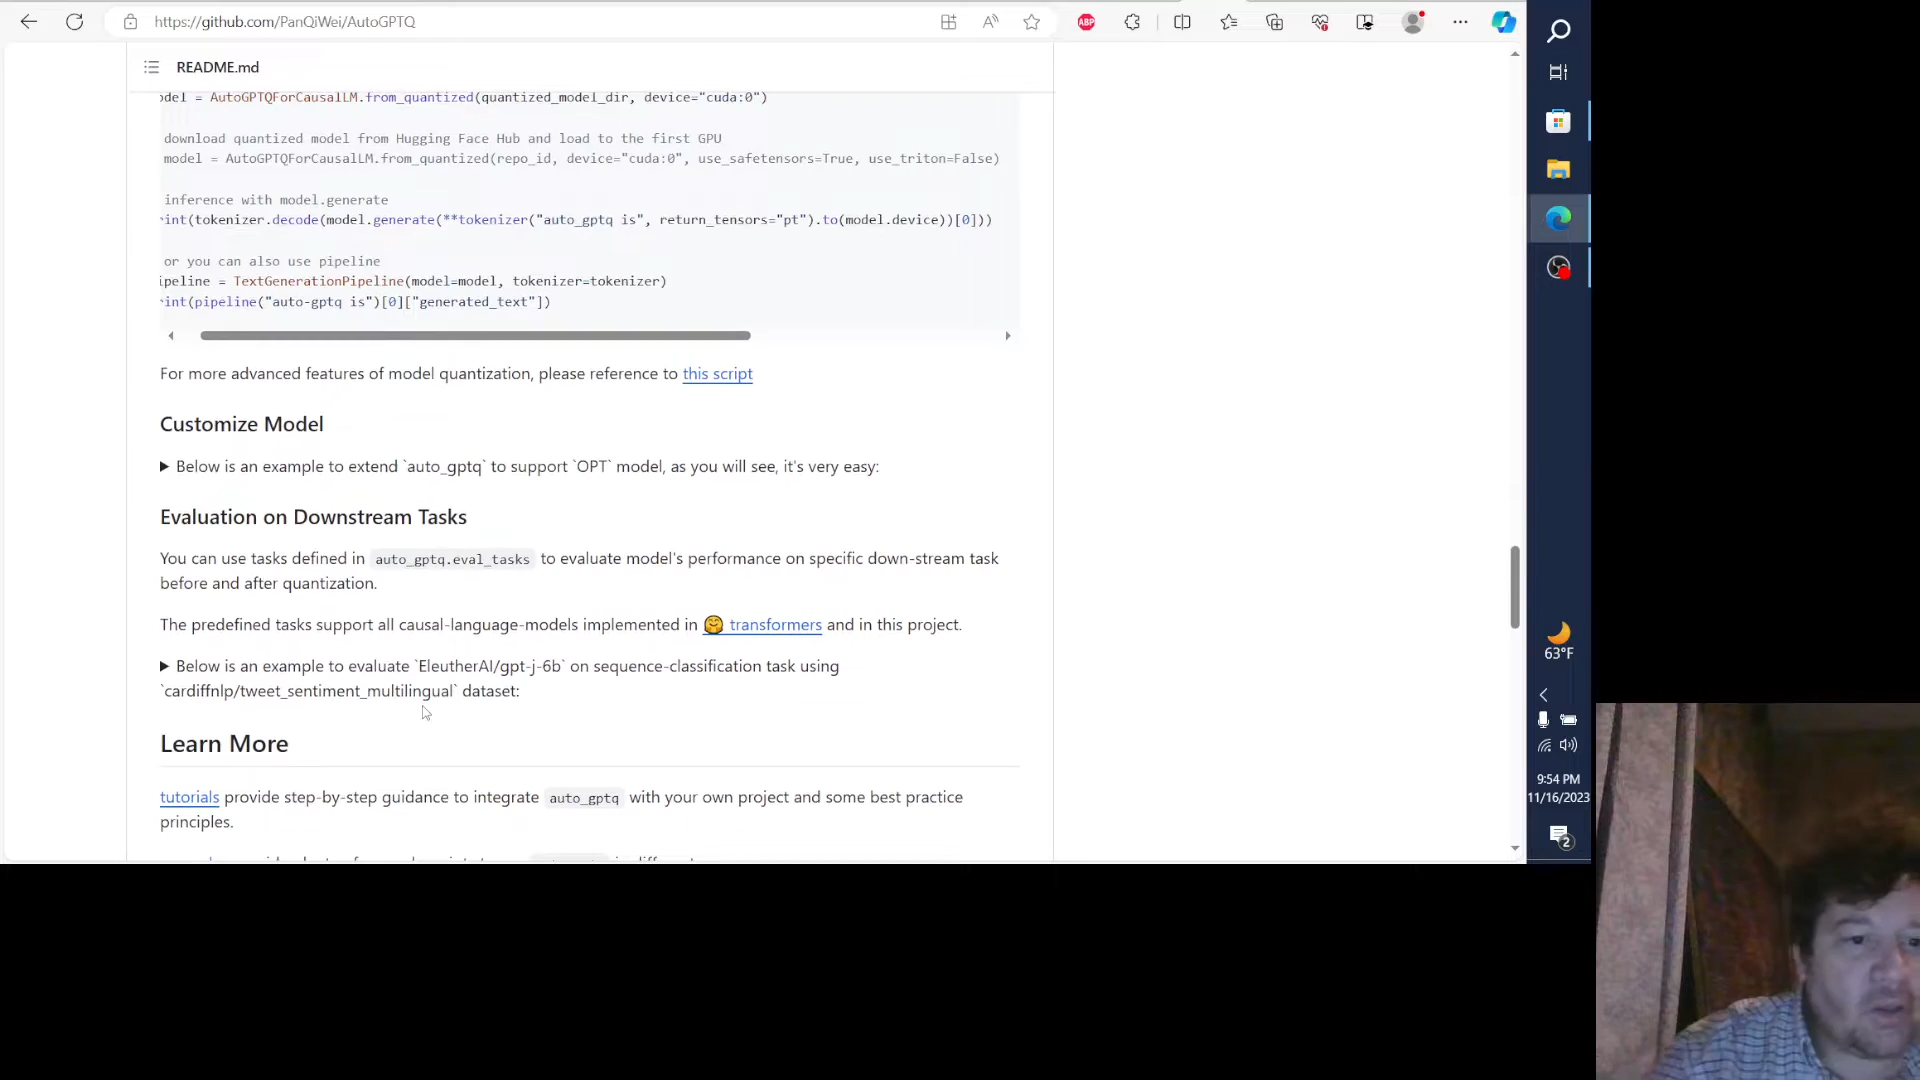 https://github.com/PanQiWei/AutoGPTQ
ABP
README.md
odel = AutoGPTQForCausalLM.from_quantized(quantized_model_dir, device="cuda:0")
download quantized model from Hugging Face Hub and load to the first GPU
model = AutoGPTQForCausalLM.from_quantized(repo_id, device="cuda:0", use_safetensors=True, use_triton=False)
inference with model.generate
rint(tokenizer.decode(model.generate(**tokenizer("auto_gptq is", return_tensors="pt").to(model.device))[0]))
or you can also use pipeline
ipeline = TextGenerationPipeline(model=model, tokenizer=tokenizer)
rint(pipeline("auto-gptq is")[0]["generated_text"])
For more advanced features of model quantization, please reference to this script
Customize Model
Below is an example to extend `auto_gptq` to support `OPT` model, as you will see, it's very easy:
Evaluation on Downstream Tasks
You can use tasks defined in auto_gptq.eval_tasks to evaluate model's performance on specific down-stream task
before and after quantization.
The predefined tasks support all causal-language-models implemented in 🤗 transformers and in this project.
Below is an example to evaluate `EleutherAI/gpt-j-6b` on sequence-classification task using
`cardiffnlp/tweet_sentiment_multilingual` dataset:
Learn More
tutorials provide step-by-step guidance to integrate auto_gptq with your own project and some best practice
principles.
63°F
9:54 PM
11/16/2023
2